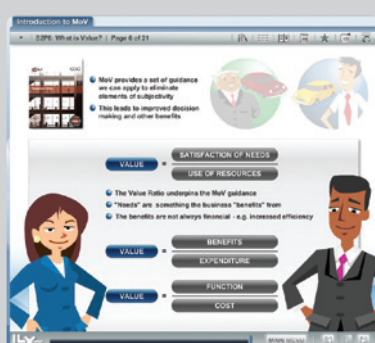 Introduction to MoV
S2P6: What is Value? | Page 6 of 21
MoV provides a set of guidance
we can apply to eliminate
elements of subjectivity
This leads to improved decision
making and other benefits
VALUE = SATISFACTION OF NEEDS
USE OF RESOURCES
The Value Ratio underpins the MoV guidance
"Needs" are something the business "benefits" from
The benefits are not always financial - e.g. increased efficiency
VALUE = BENEFITS
EXPENDITURE
VALUE = FUNCTION
COST
MAIN MENU